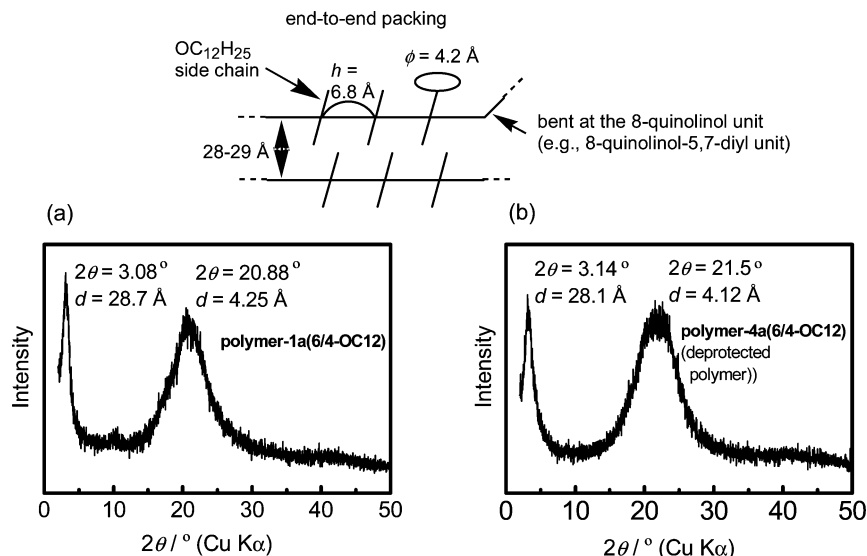 end-to-end packing
OC12H25
side chain
h =
6.8 Å
ϕ = 4.2 Å
28-29 Å
bent at the 8-quinolinol unit
(e.g., 8-quinolinol-5,7-diyl unit)
(a)
2θ = 3.08 °
d = 28.7 Å
2θ = 20.88 °
d = 4.25 Å
polymer-1a(6/4-OC12)
Intensity
0 10 20 30 40 50
2θ / ° (Cu Kα)
(b)
2θ = 3.14 °
d = 28.1 Å
2θ = 21.5 °
d = 4.12 Å
polymer-4a(6/4-OC12)
(deprotected
polymer))
Intensity
0 10 20 30 40 50
2θ / ° (Cu Kα)